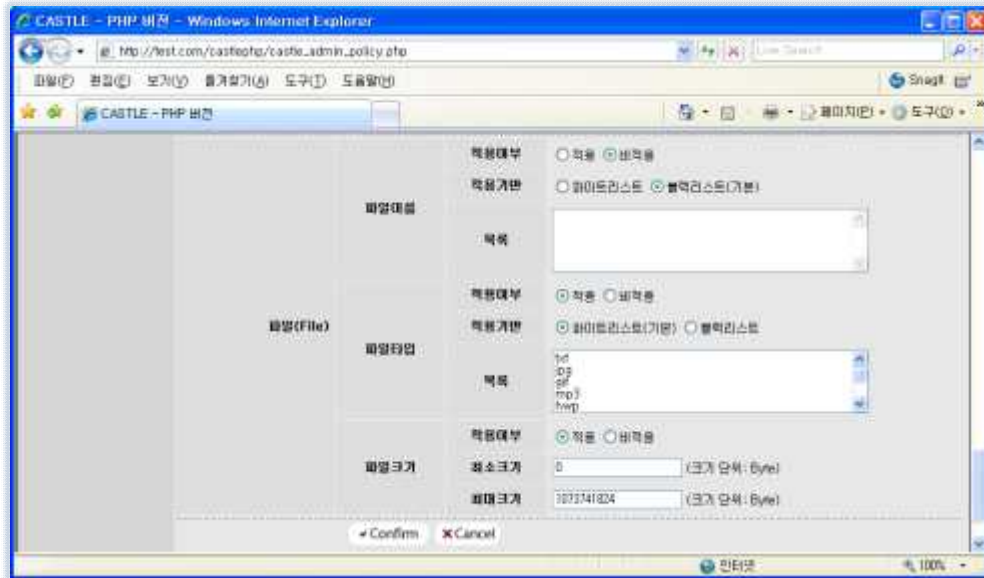 CASTLE - PHP 버전 - Windows Internet Explorer
http://test.com/castlephp/castle_admin_policy.php
Live Search
파일(F) 편집(E) 보기(V) 즐겨찾기(A) 도구(T) 도움말(H)
SnagIt
CASTLE - PHP 버전
페이지(P) 도구(O)
적용여부 적용 비적용
적용기반 화이트리스트 블랙리스트(기본)
파일이름
목록
적용여부 적용 비적용
파일(File)
적용기반 화이트리스트(기본) 블랙리스트
파일타입
목록
txt
jpg
gif
mp3
hwp
적용여부 적용 비적용
파일크기
최소크기 0 (크기 단위: Byte)
최대크기 1073741824 (크기 단위: Byte)
Confirm Cancel
인터넷 100%